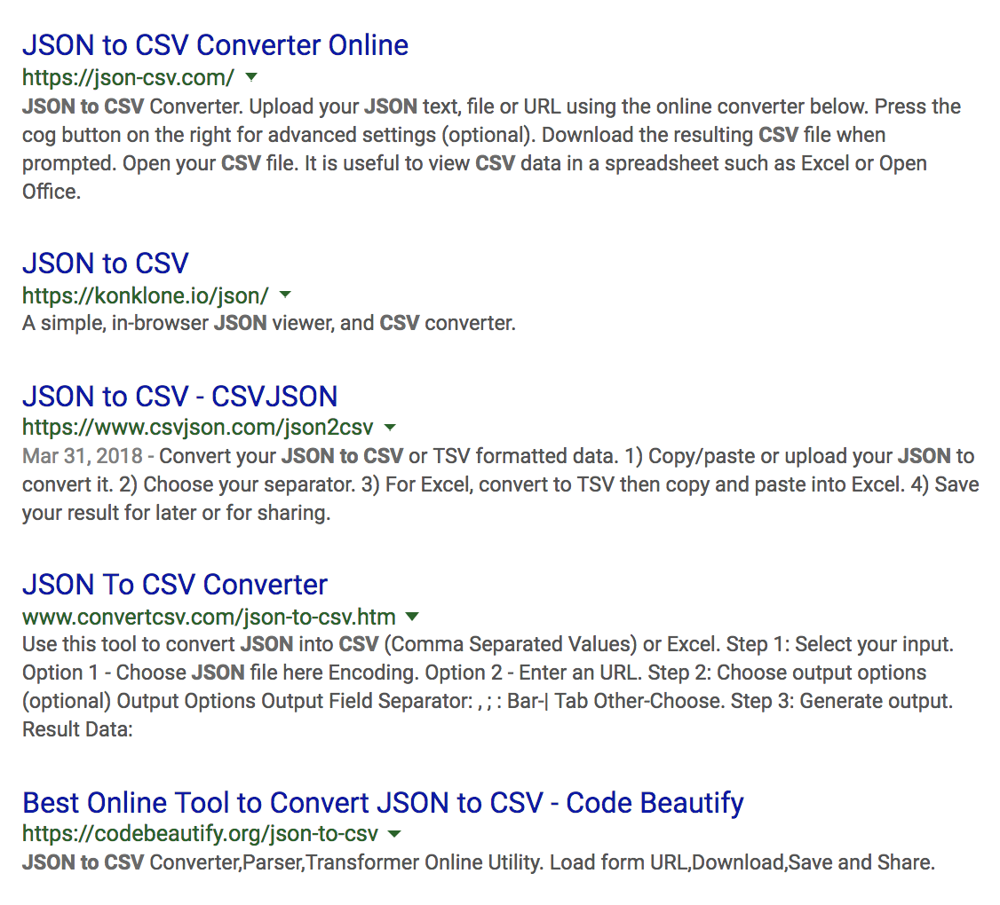 JSON to CSV Converter Online
https://json-csv.com/
JSON to CSV Converter. Upload your JSON text, file or URL using the online converter below. Press the
cog button on the right for advanced settings (optional). Download the resulting CSV file when
prompted. Open your CSV file. It is useful to view CSV data in a spreadsheet such as Excel or Open
Office.
JSON to CSV
https://konklone.io/json/
A simple, in-browser JSON viewer, and CSV converter.
JSON to CSV - CSVJSON
https://www.csvjson.com/json2csv
Mar 31, 2018 - Convert your JSON to CSV or TSV formatted data. 1) Copy/paste or upload your JSON to
convert it. 2) Choose your separator. 3) For Excel, convert to TSV then copy and paste into Excel. 4) Save
your result for later or for sharing.
JSON To CSV Converter
www.convertcsv.com/json-to-csv.htm
Use this tool to convert JSON into CSV (Comma Separated Values) or Excel. Step 1: Select your input.
Option 1 - Choose JSON file here Encoding. Option 2 - Enter an URL. Step 2: Choose output options
(optional) Output Options Output Field Separator: , ; : Bar-| Tab Other-Choose. Step 3: Generate output.
Result Data:
Best Online Tool to Convert JSON to CSV - Code Beautify
https://codebeautify.org/json-to-csv
JSON to CSV Converter,Parser,Transformer Online Utility. Load form URL,Download,Save and Share.